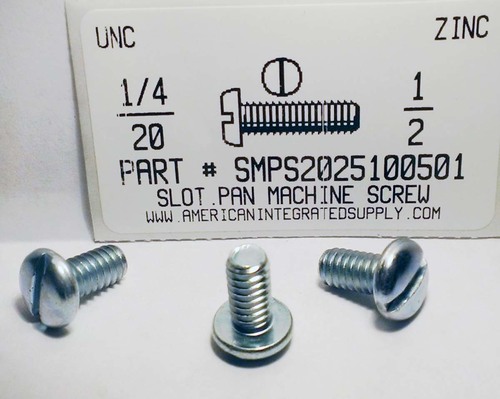 UNC ZINC
1/4 1/2
20
PART # SMPS2025100501
SLOT PAN MACHINE SCREW
WWW.AMERICANINTEGRATEDSUPPLY.COM